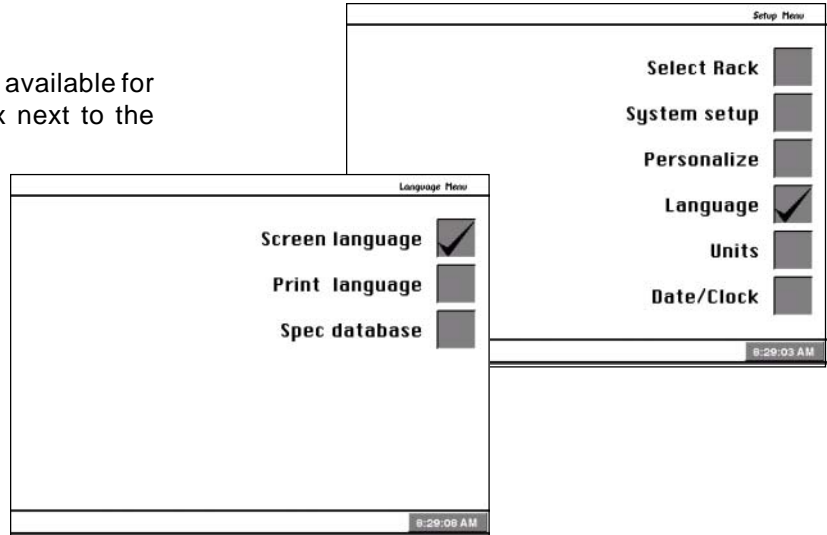 available for
x next to the
Setup Menu
Select Rack
System setup
Personalize
Language
Units
Date/Clock
8:29:03 AM
Language Menu
Screen language
Print language
Spec database
8:29:08 AM